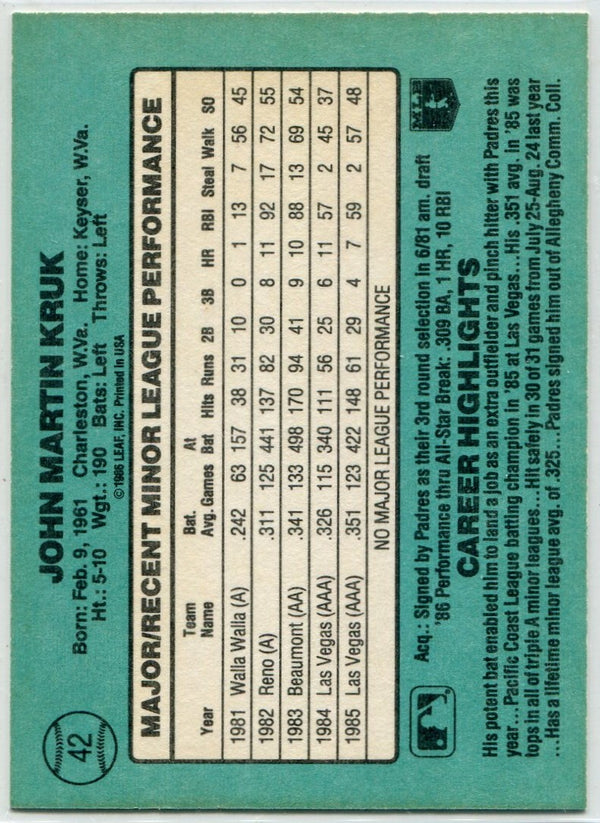 42
JOHN MARTIN KRUK
Born: Feb. 9, 1961 Charleston, W.Va. Home: Keyser, W.Va.
Ht.: 5-10 Wgt.: 190 Bats: Left Throws: Left
© 1986 LEAF, INC. Printed in USA
MAJOR/RECENT MINOR LEAGUE PERFORMANCE
Team Bat. At
Year Name Avg. Games Bat Hits Runs 2B 3B HR RBI Steal Walk SO
1981 Walla Walla (A) .242 63 157 38 31 10 0 1 13 7 56 45
1982 Reno (A) .311 125 441 137 82 30 8 11 92 17 72 55
1983 Beaumont (AA) .341 133 498 170 94 41 9 10 88 13 69 54
1984 Las Vegas (AAA) .326 115 340 111 56 25 6 11 57 2 45 37
1985 Las Vegas (AAA) .351 123 422 148 61 29 4 7 59 2 57 48
NO MAJOR LEAGUE PERFORMANCE
Acq.: Signed by Padres as their 3rd round selection in 6/81 am. draft
'86 Performance thru All-Star Break: .309 BA, 1 HR, 10 RBI
MLB
CAREER HIGHLIGHTS
His potent bat enabled him to land a job as an extra outfielder and pinch hitter with Padres this
year... Pacific Coast League batting champion in '85 at Las Vegas... His .351 avg. in '85 was
tops in all of triple A minor leagues... Hit safely in 30 of 31 games from July 25-Aug. 24 last year
... Has a lifetime minor league avg. of .325... Padres signed him out of Allegheny Comm. Coll.